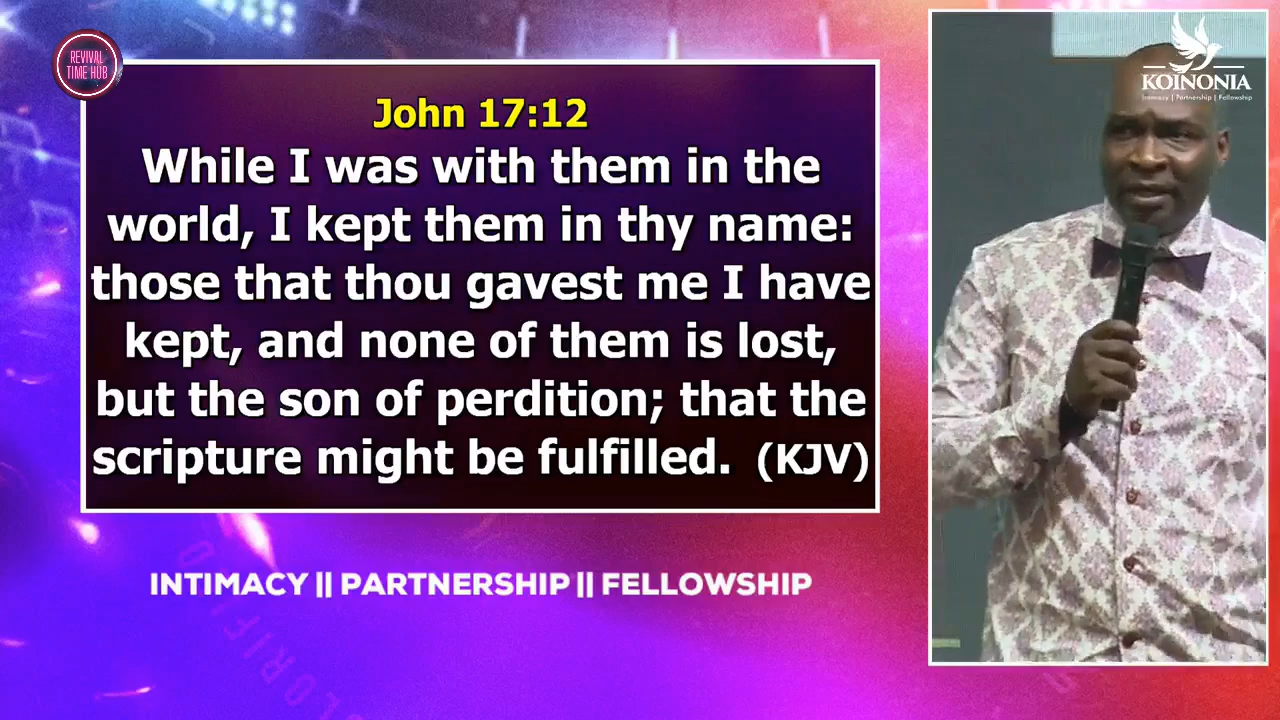 REVIVAL
TIME HUB
John 17:12
While I was with them in the
world, I kept them in thy name:
those that thou gavest me I have
kept, and none of them is lost,
but the son of perdition; that the
scripture might be fulfilled. (KJV)
INTIMACY || PARTNERSHIP || FELLOWSHIP
KOINONIA
Intimacy | Partnership | Fellowship